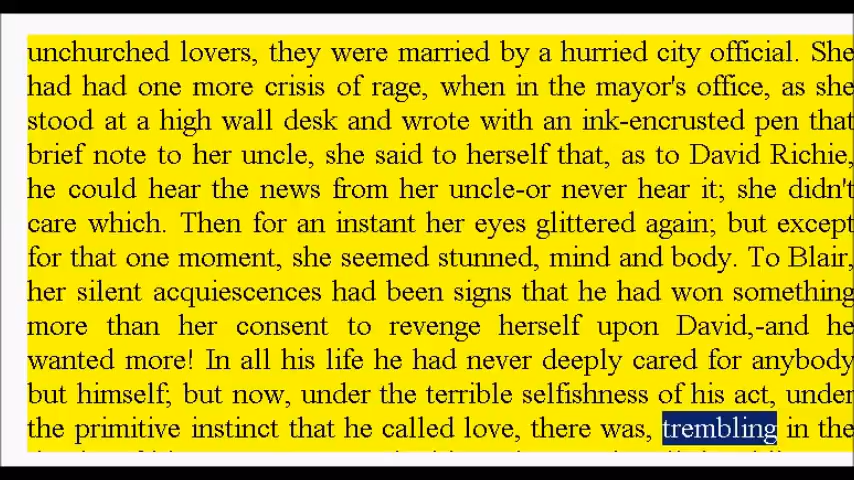 unchurched lovers, they were married by a hurried city official. She
had had one more crisis of rage, when in the mayor's office, as she
stood at a high wall desk and wrote with an ink-encrusted pen that
brief note to her uncle, she said to herself that, as to David Richie,
he could hear the news from her uncle-or never hear it; she didn't
care which. Then for an instant her eyes glittered again; but except
for that one moment, she seemed stunned, mind and body. To Blair,
her silent acquiescences had been signs that he had won something
more than her consent to revenge herself upon David,-and he
wanted more! In all his life he had never deeply cared for anybody
but himself; but now, under the terrible selfishness of his act, under
the primitive instinct that he called love, there was, trembling in the